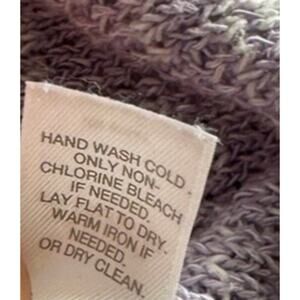 HAND WASH COLD.
ONLY NON-
CHLORINE BLEACH
IF NEEDED.
LAY FLAT TO DRY.
WARM IRON IF
NEEDED.
OR DRY CLEAN.